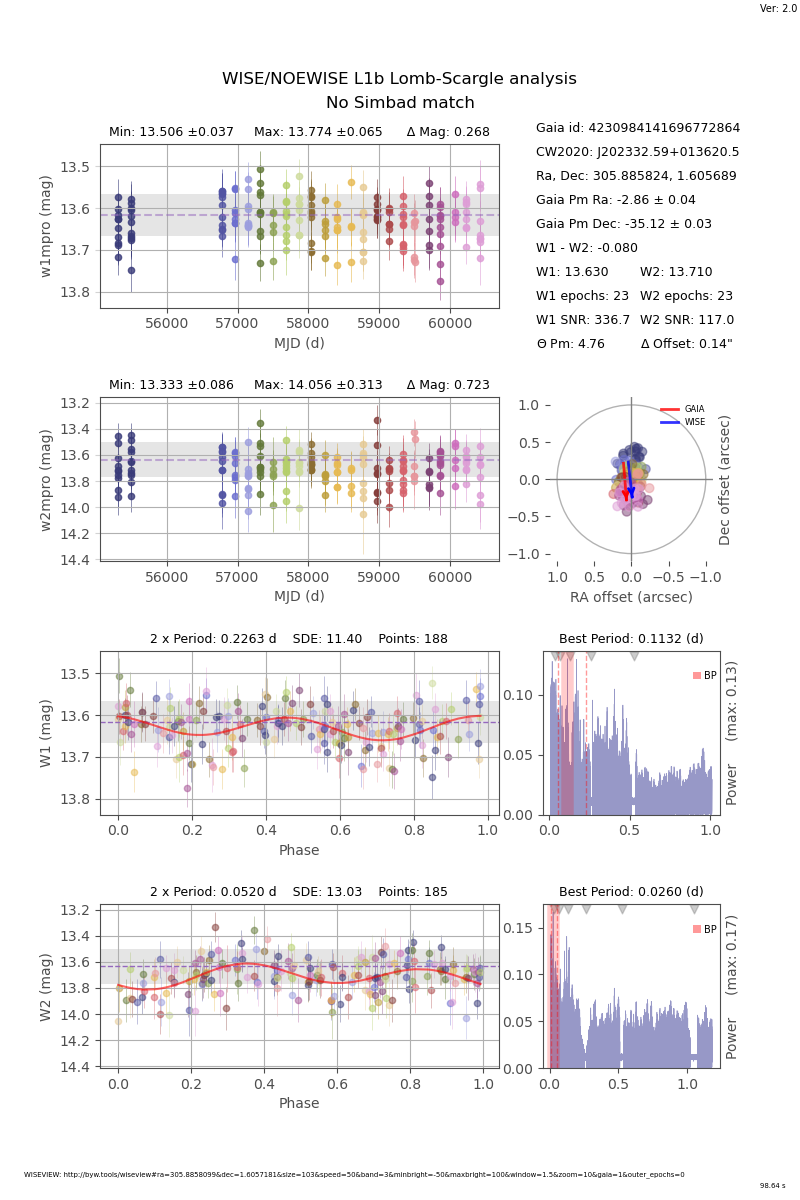 Ver: 2.0
WISE/NOEWISE L1b Lomb-Scargle analysis
No Simbad match
Min: 13.506 ±0.037 Max: 13.774 ±0.065 Δ Mag: 0.268
13.5
13.6
13.7
13.8
w1mpro (mag)
56000 57000 58000 59000 60000
MJD (d)
Gaia id: 4230984141696772864
CW2020: J202332.59+013620.5
Ra, Dec: 305.885824, 1.605689
Gaia Pm Ra: -2.86 ± 0.04
Gaia Pm Dec: -35.12 ± 0.03
W1 - W2: -0.080
W1: 13.630 W2: 13.710
W1 epochs: 23 W2 epochs: 23
W1 SNR: 336.7 W2 SNR: 117.0
Θ Pm: 4.76 Δ Offset: 0.14"
Min: 13.333 ±0.086 Max: 14.056 ±0.313 Δ Mag: 0.723
13.2
13.4
13.6
13.8
14.0
14.2
14.4
w2mpro (mag)
56000 57000 58000 59000 60000
MJD (d)
1.0
0.5
0.0
−0.5
−1.0
GAIA
WISE
Dec offset (arcsec)
1.0 0.5 0.0 −0.5 −1.0
RA offset (arcsec)
2 x Period: 0.2263 d SDE: 11.40 Points: 188
13.5
13.6
13.7
13.8
W1 (mag)
0.0 0.2 0.4 0.6 0.8 1.0
Phase
Best Period: 0.1132 (d)
0.10
0.05
0.00
BP
Power (max: 0.13)
0.0 0.5 1.0
2 x Period: 0.0520 d SDE: 13.03 Points: 185
13.2
13.4
13.6
13.8
14.0
14.2
14.4
W2 (mag)
0.0 0.2 0.4 0.6 0.8 1.0
Phase
Best Period: 0.0260 (d)
0.15
0.10
0.05
0.00
BP
Power (max: 0.17)
0.0 0.5 1.0
WISEVIEW: http://byw.tools/wiseview#ra=305.8858099&dec=1.6057181&size=103&speed=50&band=3&minbright=-50&maxbright=100&window=1.5&zoom=10&gaia=1&outer_epochs=0
98.64 s